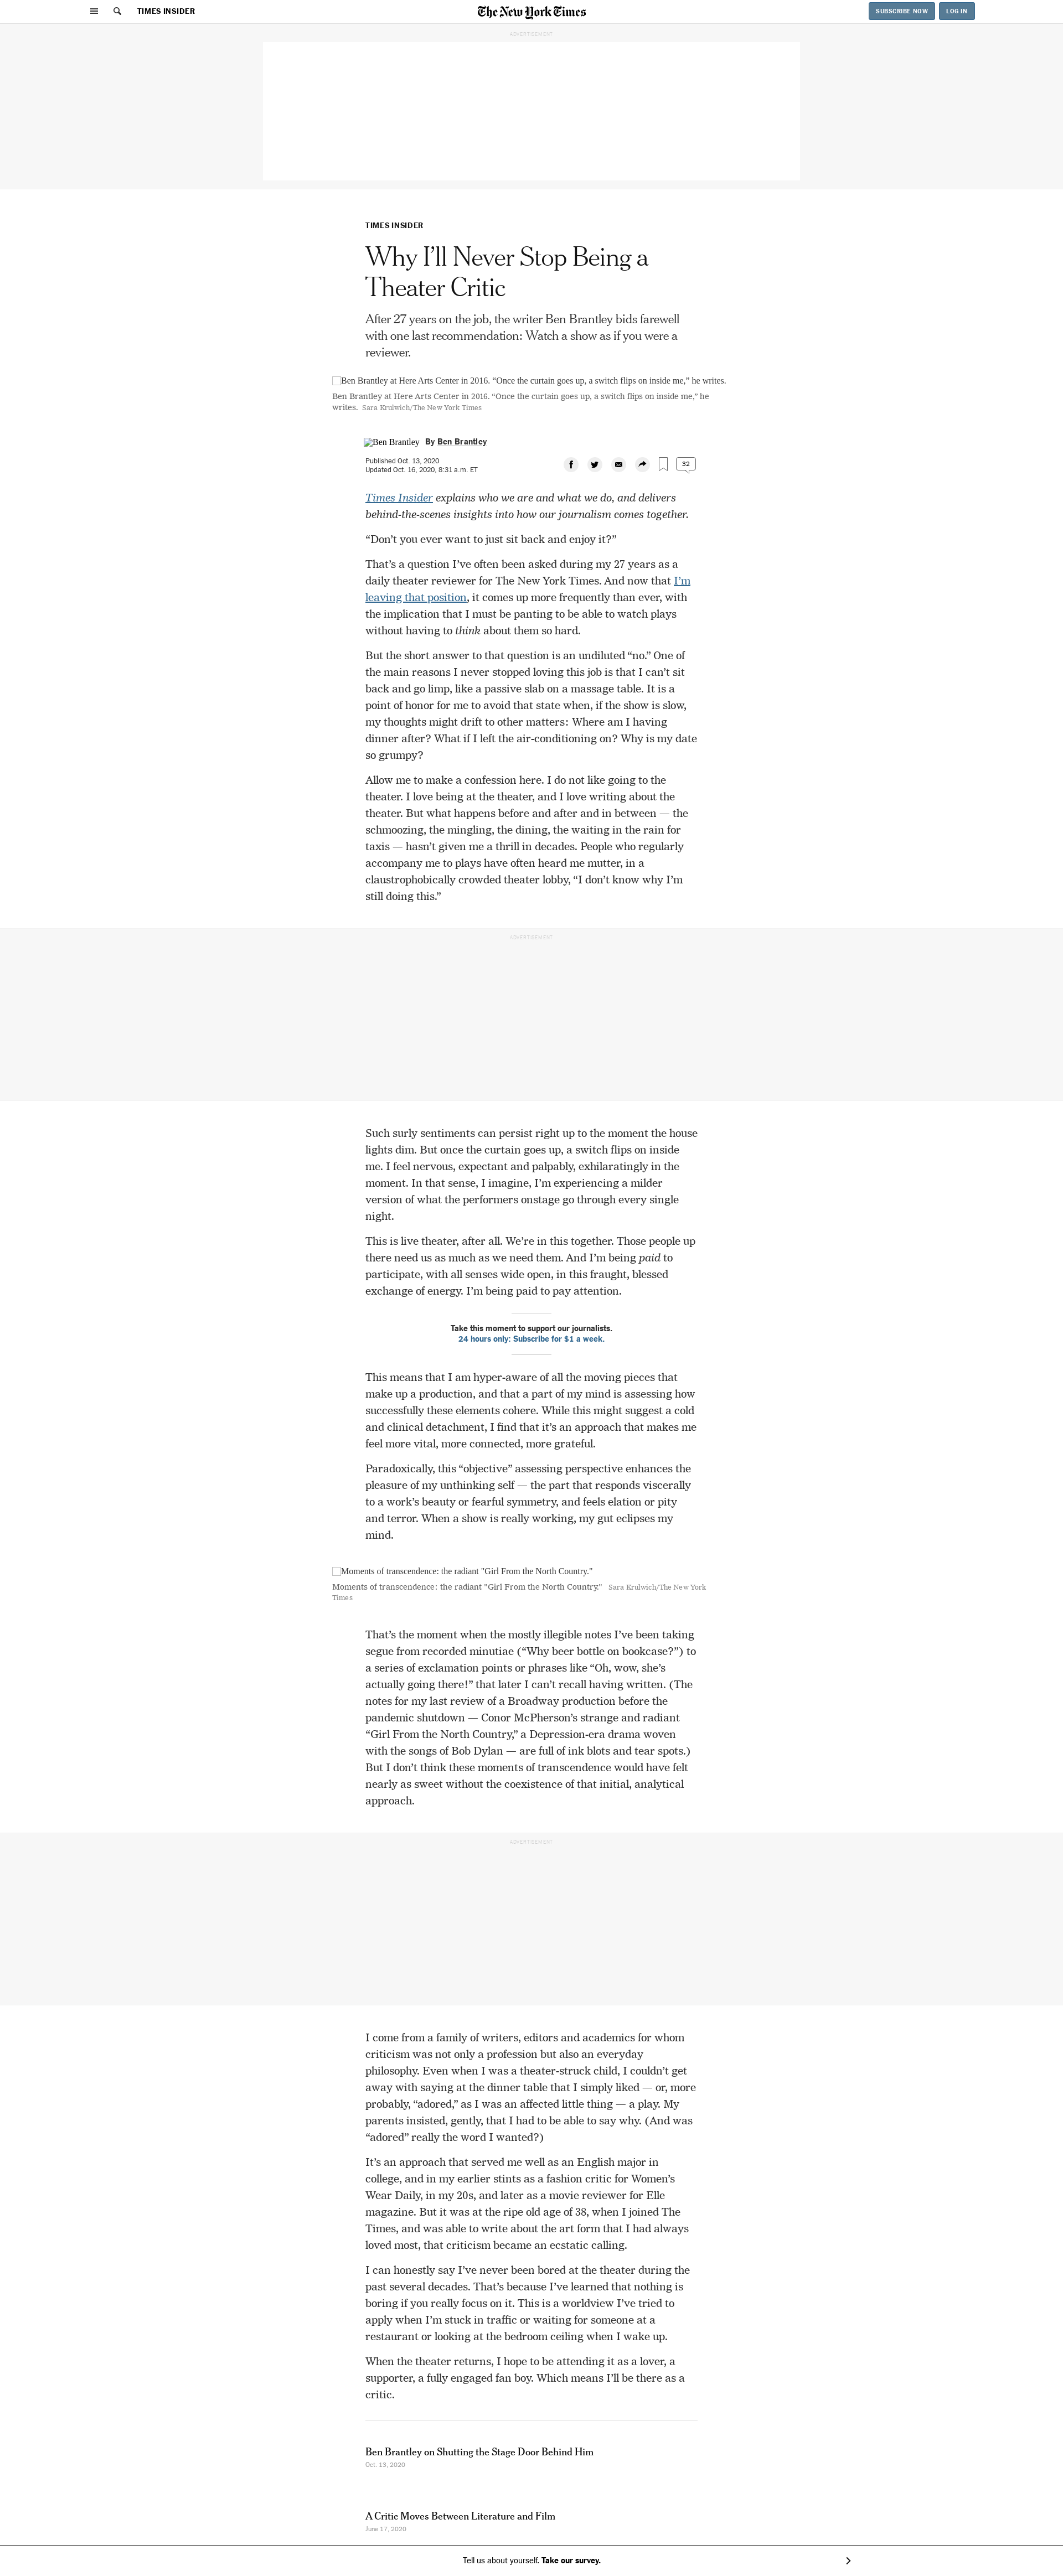 TIMES INSIDER
The New York Times
SUBSCRIBE NOW
LOG IN
ADVERTISEMENT
TIMES INSIDER
Why I’ll Never Stop Being a
Theater Critic
After 27 years on the job, the writer Ben Brantley bids farewell
with one last recommendation: Watch a show as if you were a
reviewer.
Ben Brantley at Here Arts Center in 2016. “Once the curtain goes up, a switch flips on inside me,” he writes.
Ben Brantley at Here Arts Center in 2016. “Once the curtain goes up, a switch flips on inside me,” he
writes. Sara Krulwich/The New York Times
Ben Brantley By Ben Brantley
Published Oct. 13, 2020
Updated Oct. 16, 2020, 8:31 a.m. ET
32
Times Insider explains who we are and what we do, and delivers
behind-the-scenes insights into how our journalism comes together.
“Don’t you ever want to just sit back and enjoy it?”
That’s a question I’ve often been asked during my 27 years as a
daily theater reviewer for The New York Times. And now that I’m
leaving that position, it comes up more frequently than ever, with
the implication that I must be panting to be able to watch plays
without having to think about them so hard.
But the short answer to that question is an undiluted “no.” One of
the main reasons I never stopped loving this job is that I can’t sit
back and go limp, like a passive slab on a massage table. It is a
point of honor for me to avoid that state when, if the show is slow,
my thoughts might drift to other matters: Where am I having
dinner after? What if I left the air-conditioning on? Why is my date
so grumpy?
Allow me to make a confession here. I do not like going to the
theater. I love being at the theater, and I love writing about the
theater. But what happens before and after and in between — the
schmoozing, the mingling, the dining, the waiting in the rain for
taxis — hasn’t given me a thrill in decades. People who regularly
accompany me to plays have often heard me mutter, in a
claustrophobically crowded theater lobby, “I don’t know why I’m
still doing this.”
ADVERTISEMENT
Such surly sentiments can persist right up to the moment the house
lights dim. But once the curtain goes up, a switch flips on inside
me. I feel nervous, expectant and palpably, exhilaratingly in the
moment. In that sense, I imagine, I’m experiencing a milder
version of what the performers onstage go through every single
night.
This is live theater, after all. We’re in this together. Those people up
there need us as much as we need them. And I’m being paid to
participate, with all senses wide open, in this fraught, blessed
exchange of energy. I’m being paid to pay attention.
Take this moment to support our journalists.
24 hours only: Subscribe for $1 a week.
This means that I am hyper-aware of all the moving pieces that
make up a production, and that a part of my mind is assessing how
successfully these elements cohere. While this might suggest a cold
and clinical detachment, I find that it’s an approach that makes me
feel more vital, more connected, more grateful.
Paradoxically, this “objective” assessing perspective enhances the
pleasure of my unthinking self — the part that responds viscerally
to a work’s beauty or fearful symmetry, and feels elation or pity
and terror. When a show is really working, my gut eclipses my
mind.
Moments of transcendence: the radiant "Girl From the North Country."
Moments of transcendence: the radiant "Girl From the North Country." Sara Krulwich/The New York
Times
That’s the moment when the mostly illegible notes I’ve been taking
segue from recorded minutiae (“Why beer bottle on bookcase?”) to
a series of exclamation points or phrases like “Oh, wow, she’s
actually going there!” that later I can’t recall having written. (The
notes for my last review of a Broadway production before the
pandemic shutdown — Conor McPherson’s strange and radiant
“Girl From the North Country,” a Depression-era drama woven
with the songs of Bob Dylan — are full of ink blots and tear spots.)
But I don’t think these moments of transcendence would have felt
nearly as sweet without the coexistence of that initial, analytical
approach.
ADVERTISEMENT
I come from a family of writers, editors and academics for whom
criticism was not only a profession but also an everyday
philosophy. Even when I was a theater-struck child, I couldn’t get
away with saying at the dinner table that I simply liked — or, more
probably, “adored,” as I was an affected little thing — a play. My
parents insisted, gently, that I had to be able to say why. (And was
“adored” really the word I wanted?)
It’s an approach that served me well as an English major in
college, and in my earlier stints as a fashion critic for Women’s
Wear Daily, in my 20s, and later as a movie reviewer for Elle
magazine. But it was at the ripe old age of 38, when I joined The
Times, and was able to write about the art form that I had always
loved most, that criticism became an ecstatic calling.
I can honestly say I’ve never been bored at the theater during the
past several decades. That’s because I’ve learned that nothing is
boring if you really focus on it. This is a worldview I’ve tried to
apply when I’m stuck in traffic or waiting for someone at a
restaurant or looking at the bedroom ceiling when I wake up.
When the theater returns, I hope to be attending it as a lover, a
supporter, a fully engaged fan boy. Which means I’ll be there as a
critic.
Ben Brantley on Shutting the Stage Door Behind Him
Oct. 13, 2020
A Critic Moves Between Literature and Film
June 17, 2020
Tell us about yourself. Take our survey.